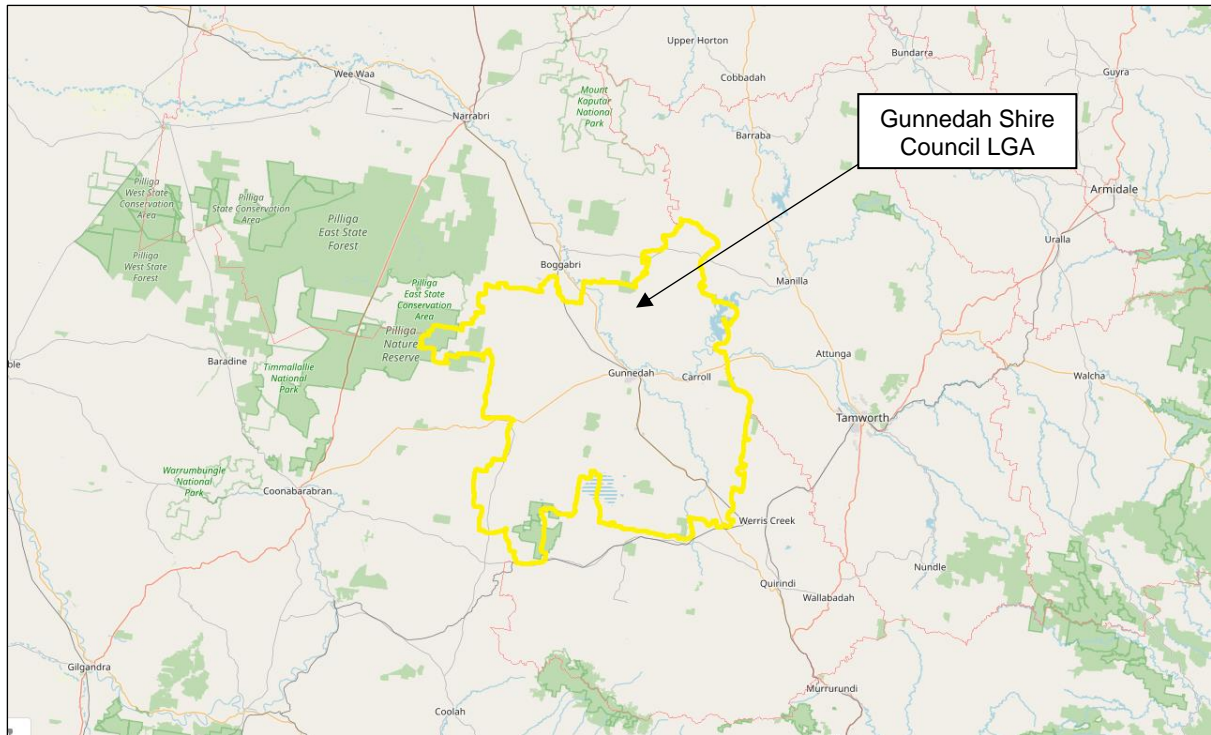 Upper Horton
Bundarra
Guyra
Wee Waa
Cobbadah
Mount
Kaputar
National
Park
Narrabri
Barraba
Gunnedah Shire
Council LGA
Armidale
Pilliga
West State
Conservation
Area
Pilliga
State Conservation
Area
Pilliga
East State
Forest
Uralla
Pilliga
West State
Forest
Boggabri
Manilla
Pilliga
East State
Conservation
Area
Pilliga
Nature
Reserve
ble
Baradine
Timmallallie
National
Park
Gunnedah
Carroll
Attunga
Walcha
Tamworth
Warrumbungle
National
Park
Coonabarabran
Werris Creek
Quirindi
Wallabadah
Nundle
Gilgandra
Coolah
Murrurundi